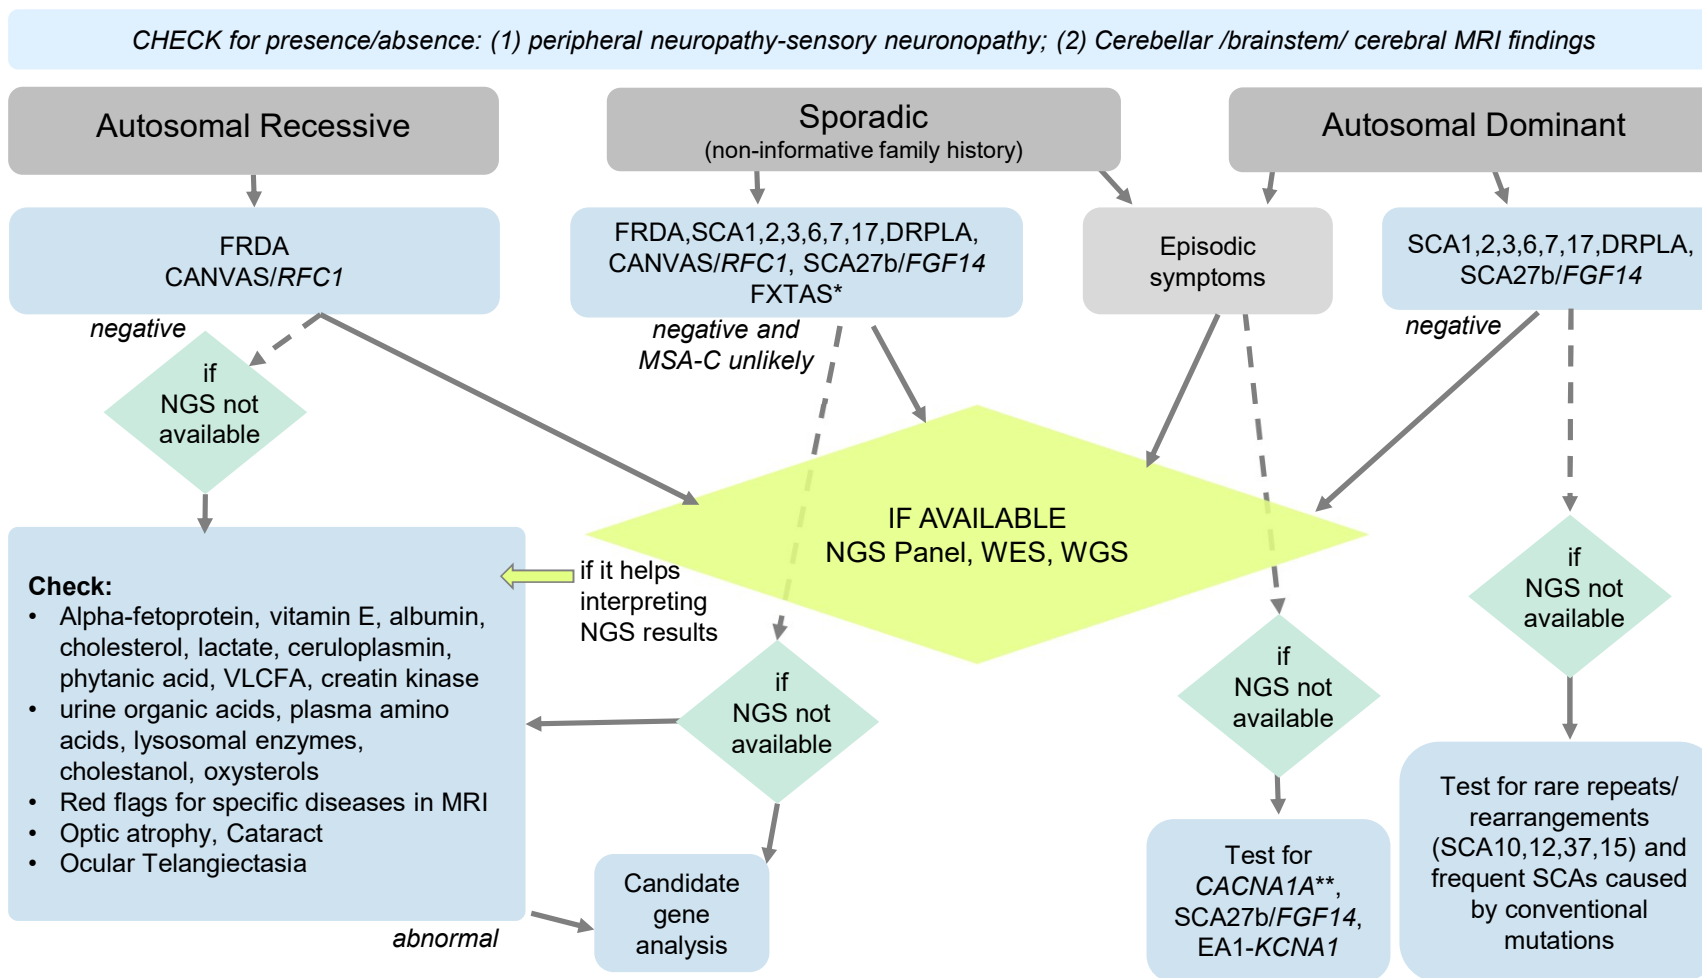 CHECK for presence/absence: (1) peripheral neuropathy-sensory neuronopathy; (2) Cerebellar /brainstem/ cerebral MRI findings
Autosomal Recessive
Sporadic
(non-informative family history)
Autosomal Dominant
FRDA
CANVAS/RFC1
FRDA,SCA1,2,3,6,7,17,DRPLA,
CANVAS/RFC1, SCA27b/FGF14
FXTAS*
Episodic
symptoms
SCA1,2,3,6,7,17,DRPLA,
SCA27b/FGF14
negative
negative and
MSA-C unlikely
negative
if
NGS not
available
IF AVAILABLE
NGS Panel, WES, WGS
if it helps
interpreting
NGS results
if
NGS not
available
Check:
• Alpha-fetoprotein, vitamin E, albumin,
cholesterol, lactate, ceruloplasmin,
phytanic acid, VLCFA, creatin kinase
• urine organic acids, plasma amino
acids, lysosomal enzymes,
cholestanol, oxysterols
• Red flags for specific diseases in MRI
• Optic atrophy, Cataract
• Ocular Telangiectasia
if
NGS not
available
if
NGS not
available
abnormal
Candidate
gene
analysis
Test for
CACNA1A**,
SCA27b/FGF14,
EA1-KCNA1
Test for rare repeats/
rearrangements
(SCA10,12,37,15) and
frequent SCAs caused
by conventional
mutations